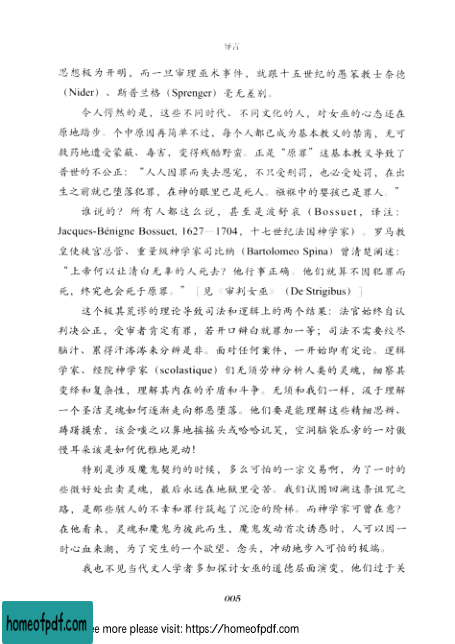 导言
思想极为开明，而一旦审理巫术事件，就跟十五世纪的愚笨教士奈德
（Nider）、斯普兰格（Sprenger）毫无差别。
令人愕然的是，这些不同时代、不同文化的人，对女巫的心态还在
原地踏步。个中原因再简单不过，每个人都已成为基本教义的禁脔，无可
救药地遭受蒙蔽、毒害，变得残酷野蛮。正是“原罪”这基本教义导致了
普世的不公正：“人人因罪而失去恩宠，不只受刑罚，也必受处罚，在出
生之前就已堕落犯罪，在神的眼里已是死人。襁褓中的婴孩已是罪人。”
谁说的？所有人都这么说，甚至是波舒哀（Bossuet，译注：
Jacques-Bénigne Bossuet, 1627—1704，十七世纪法国神学家）。罗马教
皇使徒宫总管、重量级神学家司比纳（Bartolomeo Spina）曾清楚阐述：
“上帝何以让清白无辜的人死去？他行事正确。他们就算不因犯罪而
死，终究也会死于原罪。”［见《审判女巫》（De Strigibus）］
这个极其荒谬的理论导致司法和逻辑上的两个结果：法官始终自认
判决公正，受审者肯定有罪，若开口辩白就罪加一等；司法不需要绞尽
脑汁、累得汗涔涔来分辨是非。面对任何案件，一开始即有定论。逻辑
学家、经院神学家（scolastique）们无须劳神分析人类的灵魂，细察其
变绎和复杂性，理解其内在的矛盾和斗争。无须和我们一样，汲于理解
一个圣洁灵魂如何逐渐走向邪恶堕落。他们要是能理解这些精细思辨、
踌躇摸索，该会嗤之以鼻地摇摇头或哈哈讥笑，空洞脑袋瓜旁的一对傲
慢耳朵该是如何优雅地晃动！
特别是涉及魔鬼契约的时候，多么可怕的一宗交易啊，为了一时的
些微好处出卖灵魂，最后永远在地狱里受苦。我们试图回溯这条诅咒之
路，是那些骇人的不幸和罪行筑起了沉沦的阶梯。而神学家可曾在意？
在他看来，灵魂和魔鬼为彼此而生，魔鬼发动首次诱惑时，人可以因一
时心血来潮，为了突生的一个欲望、念头，冲动地步入可怕的极端。
我也不见当代文人学者多加探讨女巫的道德层面演变，他们过于关
005
homeofpdf.com
ee more please visit: https://homeofpdf.com